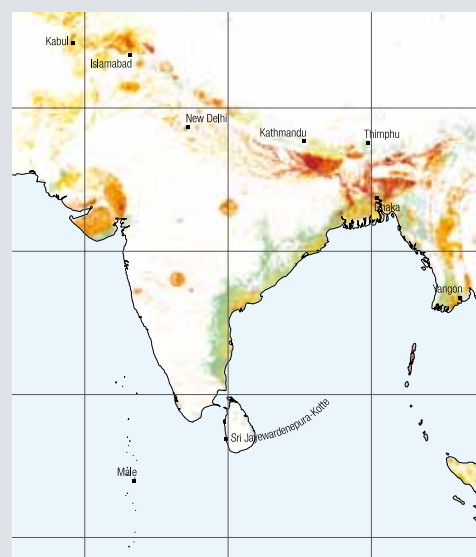 Kabul
Islamabad
New Delhi
Kathmandu
Thimphu
Dhaka
Yangon
Sri Jayewardenepura-Kotte
Male